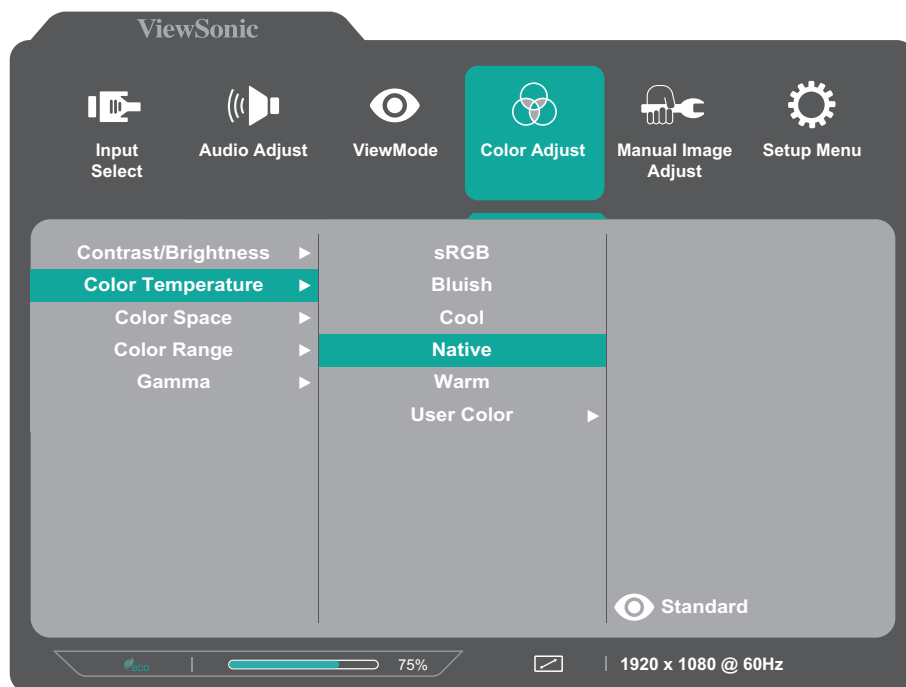 ViewSonic
Input Select
Audio Adjust
ViewMode
Color Adjust
Manual Image Adjust
Setup Menu
Contrast/Brightness
Color Temperature
Color Space
Color Range
Gamma
sRGB
Bluish
Cool
Native
Warm
User Color
Standard
eco
75%
1920 x 1080 @ 60Hz